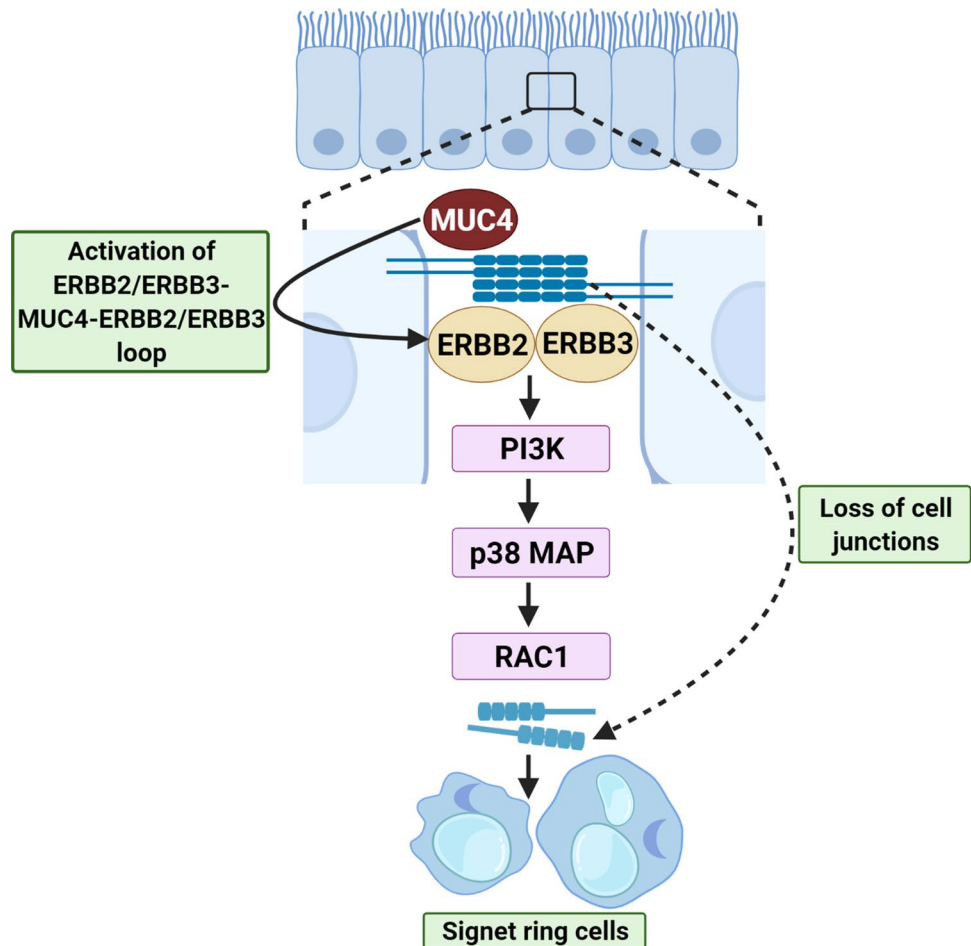 MUC4
Activation of
ERBB2/ERBB3-
MUC4-ERBB2/ERBB3
loop
ERBB2
ERBB3
PI3K
Loss of cell
junctions
p38 MAP
RAC1
Signet ring cells